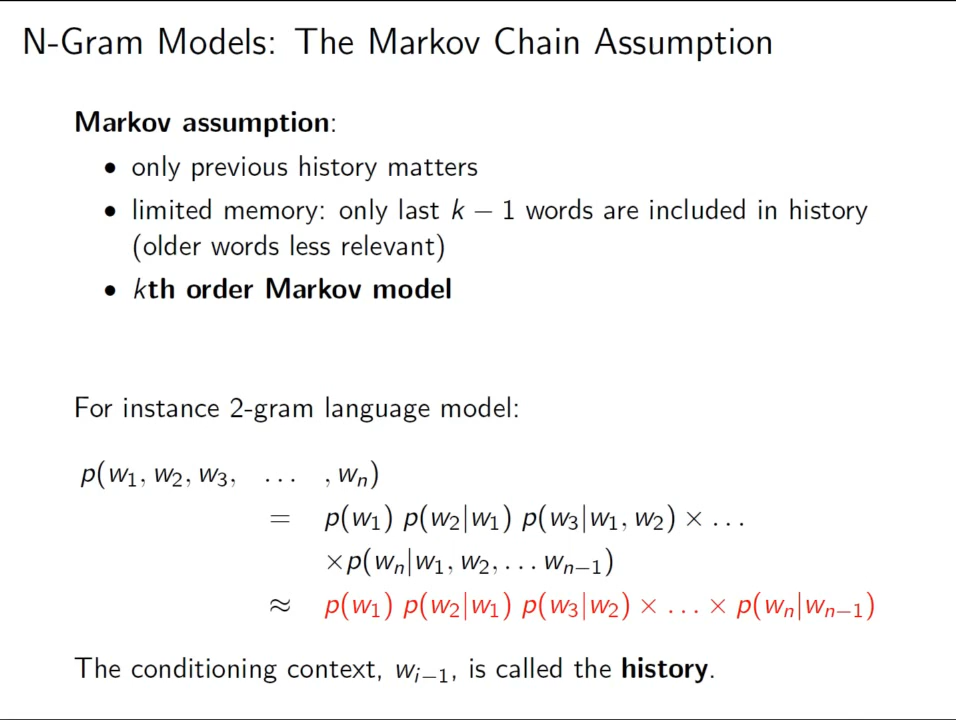 N-Gram Models: The Markov Chain Assumption
Markov assumption:
• only previous history matters
• limited memory: only last k − 1 words are included in history
(older words less relevant)
• kth order Markov model
For instance 2-gram language model:
p(w₁, w₂, w₃, … , wₙ)
= p(w₁) p(w₂|w₁) p(w₃|w₁, w₂) × …
×p(wₙ|w₁, w₂, … wₙ₋₁)
≈ p(w₁) p(w₂|w₁) p(w₃|w₂) × … × p(wₙ|wₙ₋₁)
The conditioning context, wᵢ₋₁, is called the history.